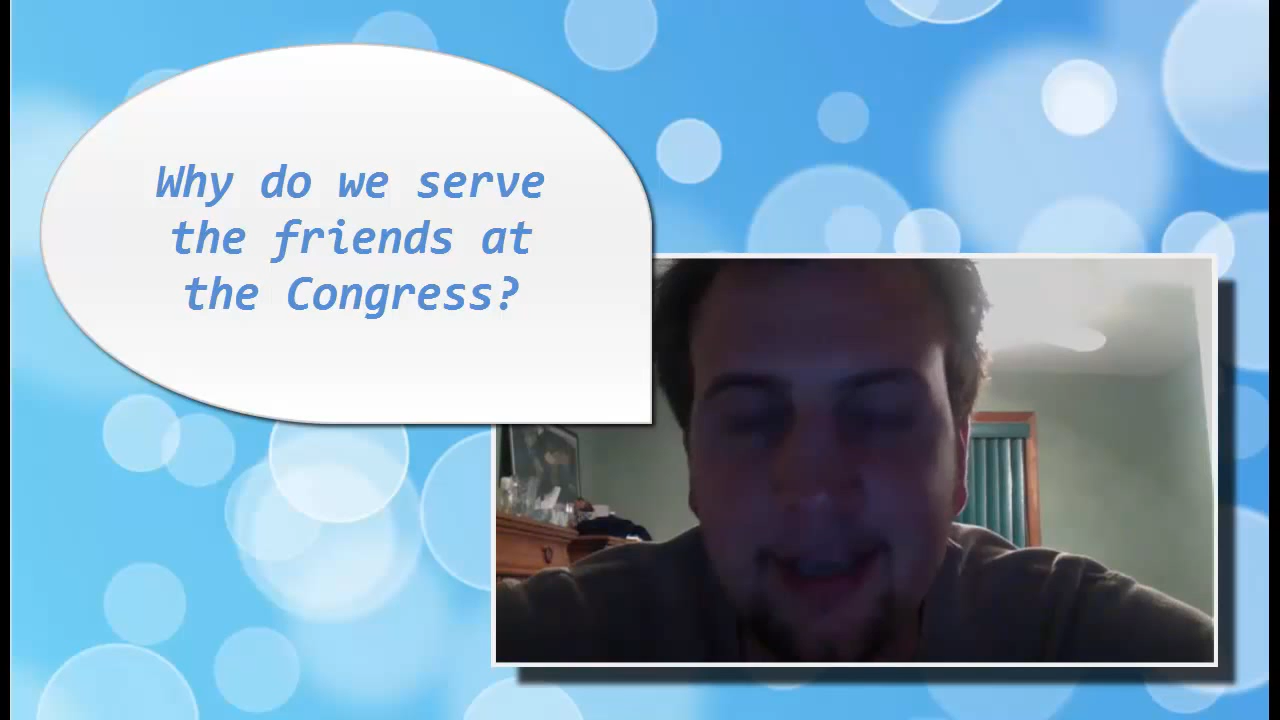 Why do we serve
the friends at
the Congress?